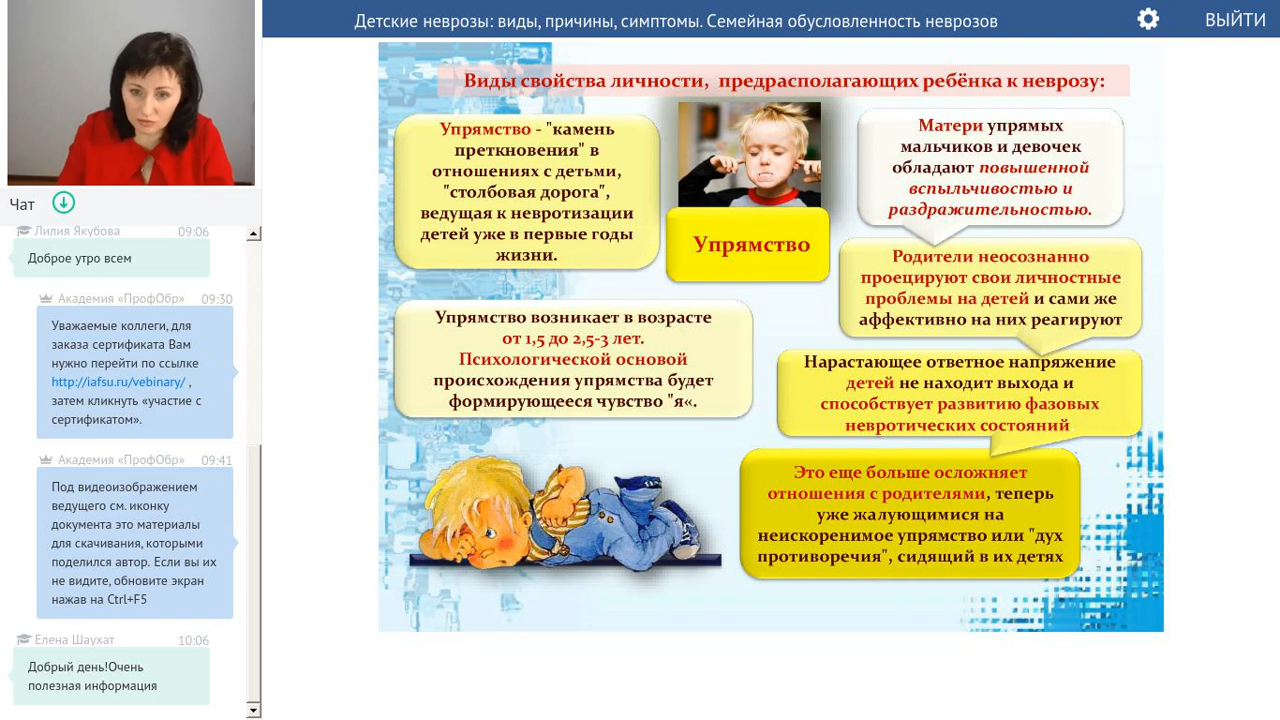 Детские неврозы: виды, причины, симптомы. Семейная обусловленность неврозов
ВЫЙТИ
Чат
Лилия Якубова 09:06
Доброе утро всем
Академия «ПрофОбр» 09:30
Уважаемые коллеги, для
заказа сертификата Вам
нужно перейти по ссылке
http://iafsu.ru/vebinary/ ,
затем кликнуть «участие с
сертификатом».
Академия «ПрофОбр» 09:41
Под видеоизображением
ведущего см. иконку
документа это материалы
для скачивания, которыми
поделился автор. Если вы их
не видите, обновите экран
нажав на Ctrl+F5
Елена Шаухат 10:06
Добрый день!Очень
полезная информация
Виды свойства личности, предрасполагающих ребёнка к неврозу:
Упрямство - "камень
преткновения" в
отношениях с детьми,
"столбовая дорога",
ведущая к невротизации
детей уже в первые годы
жизни.
Упрямство
Матери упрямых
мальчиков и девочек
обладают повышенной
вспыльчивостью и
раздражительностью.
Родители неосознанно
проецируют свои личностные
проблемы на детей и сами же
аффективно на них реагируют
Упрямство возникает в возрасте
от 1,5 до 2,5-3 лет.
Психологической основой
происхождения упрямства будет
формирующееся чувство "я«.
Нарастающее ответное напряжение
детей не находит выхода и
способствует развитию фазовых
невротических состояний
Это еще больше осложняет
отношения с родителями, теперь
уже жалующимися на
неискоренимое упрямство или "дух
противоречия", сидящий в их детях